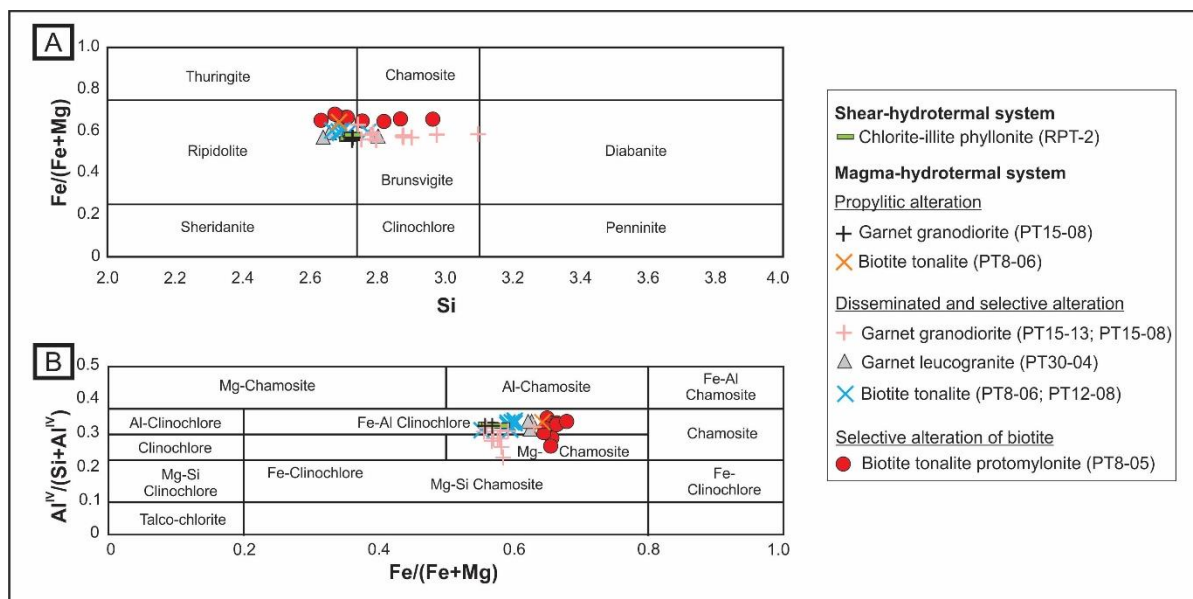 A
1.0
0.8
0.6
0.4
0.2
0
Fe/(Fe+Mg)
Thuringite
Chamosite
Ripidolite
Diabanite
Brunsvigite
Sheridanite
Clinochlore
Penninite
2.0 2.2 2.4 2.6 2.8 3.0 3.2 3.4 3.6 3.8 4.0
Si
B
0.5
0.4
0.3
0.2
0.1
0
Al^IV/(Si+Al^IV)
Mg-Chamosite
Al-Chamosite
Fe-Al Chamosite
Al-Clinochlore
Fe-Al Clinochlore
Chamosite
Clinochlore
Mg- Chamosite
Mg-Si Clinochlore
Fe-Clinochlore
Mg-Si Chamosite
Fe-Clinochlore
Talco-chlorite
0 0.2 0.4 0.6 0.8 1.0
Fe/(Fe+Mg)
Shear-hydrotermal system
Chlorite-illite phyllonite (RPT-2)
Magma-hydrotermal system
Propylitic alteration
Garnet granodiorite (PT15-08)
Biotite tonalite (PT8-06)
Disseminated and selective alteration
Garnet granodiorite (PT15-13; PT15-08)
Garnet leucogranite (PT30-04)
Biotite tonalite (PT8-06; PT12-08)
Selective alteration of biotite
Biotite tonalite protomylonite (PT8-05)